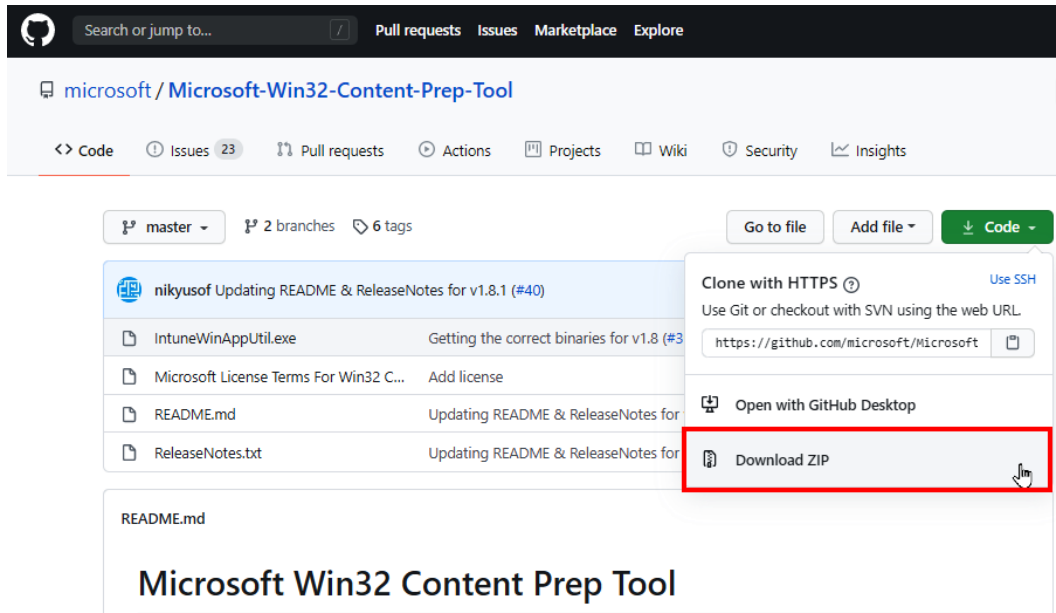 Search or jump to... / Pull requests Issues Marketplace Explore
microsoft / Microsoft-Win32-Content-Prep-Tool
<> Code Issues 23 Pull requests Actions Projects Wiki Security Insights
master 2 branches 6 tags Go to file Add file Code
Clone with HTTPS ? Use SSH
nikyusof Updating README & ReleaseNotes for v1.8.1 (#40)
Use Git or checkout with SVN using the web URL.
IntuneWinAppUtil.exe Getting the correct binaries for v1.8 (#3
https://github.com/microsoft/Microsoft
Microsoft License Terms For Win32 C... Add license
Open with GitHub Desktop
README.md Updating README & ReleaseNotes for
ReleaseNotes.txt Updating README & ReleaseNotes for
Download ZIP
README.md
Microsoft Win32 Content Prep Tool